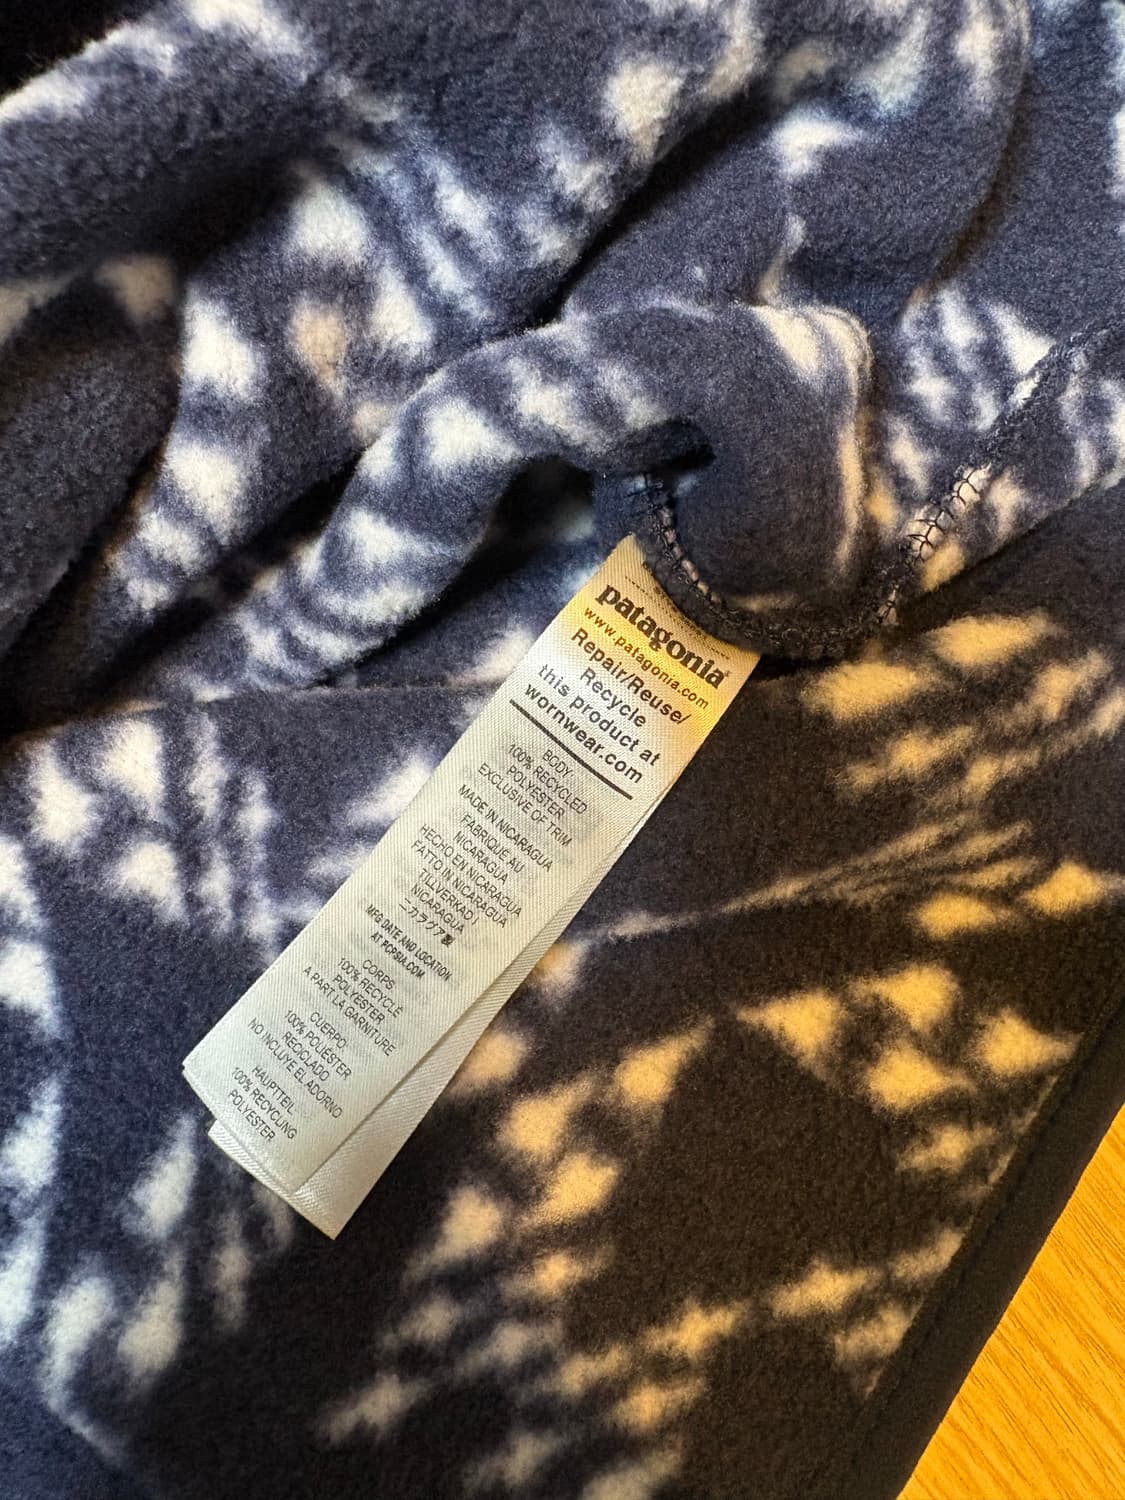 patagonia®
www.patagonia.com
Repair/Reuse/
Recycle
this product at
wornwear.com
BODY:
100% RECYCLED
POLYESTER
EXCLUSIVE OF TRIM
MADE IN NICARAGUA
FABRIQUE AU
NICARAGUA
HECHO EN NICARAGUA
FATTO IN NICARAGUA
TILLVERKAD I
NICARAGUA
ニカラグア製
MFG DATE AND LOCATION
AT PCPSIA.COM
CORPS:
100% RECYCLÉ
POLYESTER
A PART LA GARNITURE
CUERPO:
100% POLIÉSTER
RECICLADO
NO INCLUYE EL ADORNO
HAUPTTEIL:
100% RECYCLING
POLYESTER